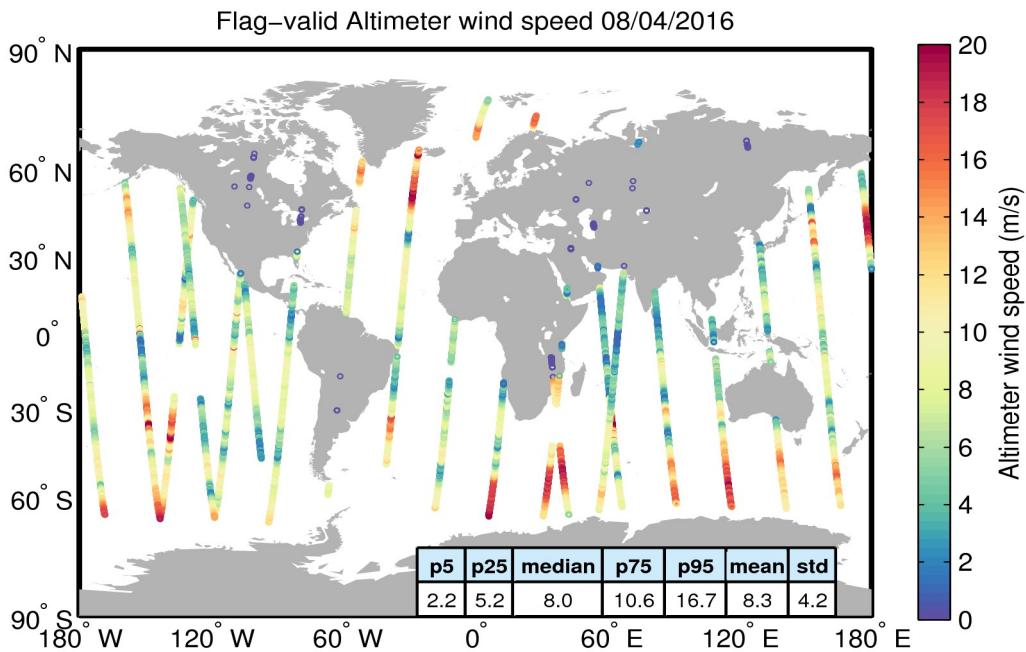 Flag−valid Altimeter wind speed 08/04/2016
90° N
60° N
30° N
0°
30° S
60° S
90° S
180° W
120° W
60° W
0°
60° E
120° E
180° E
p5 p25 median p75 p95 mean std
2.2 5.2 8.0 10.6 16.7 8.3 4.2
20
18
16
14
12
10
8
6
4
2
0
Altimeter wind speed (m/s)